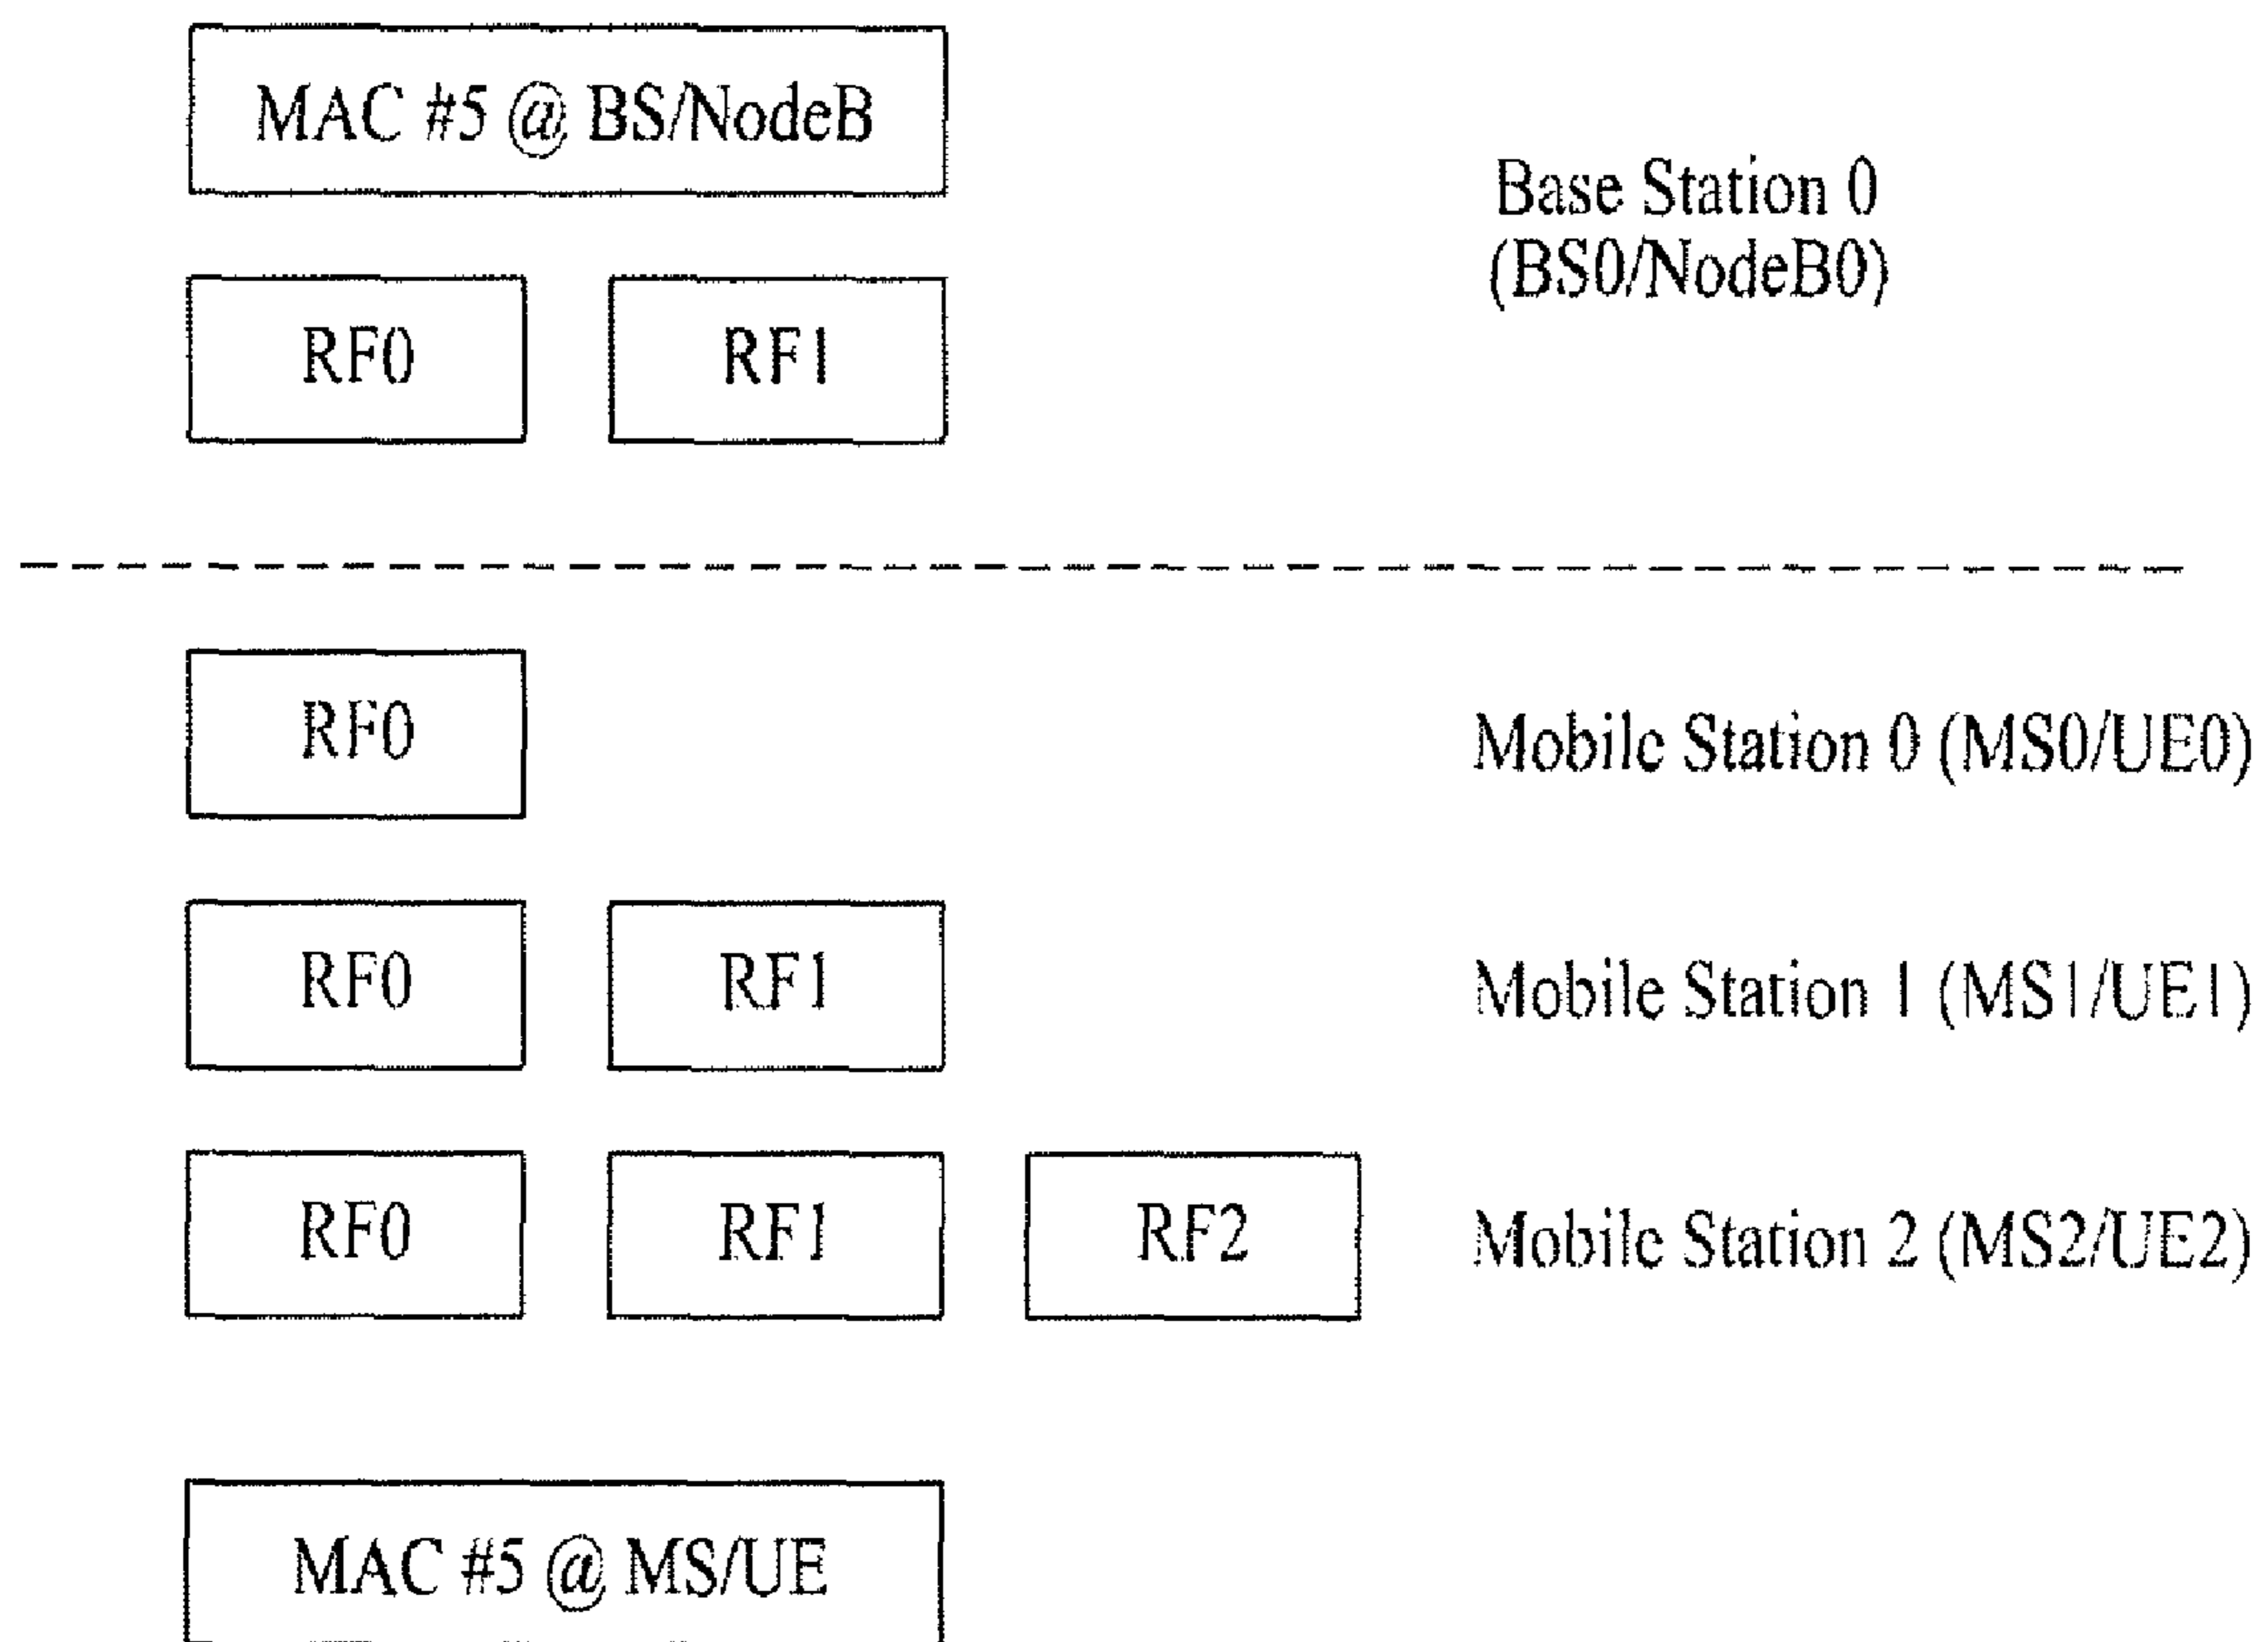 MAC #5 @ BS/NodeB
Base Station 0
(BS0/NodeB0)
RF0 RF1
RF0 Mobile Station 0 (MS0/UE0)
RF0 RF1 Mobile Station 1 (MS1/UE1)
RF0 RF1 RF2 Mobile Station 2 (MS2/UE2)
MAC #5 @ MS/UE